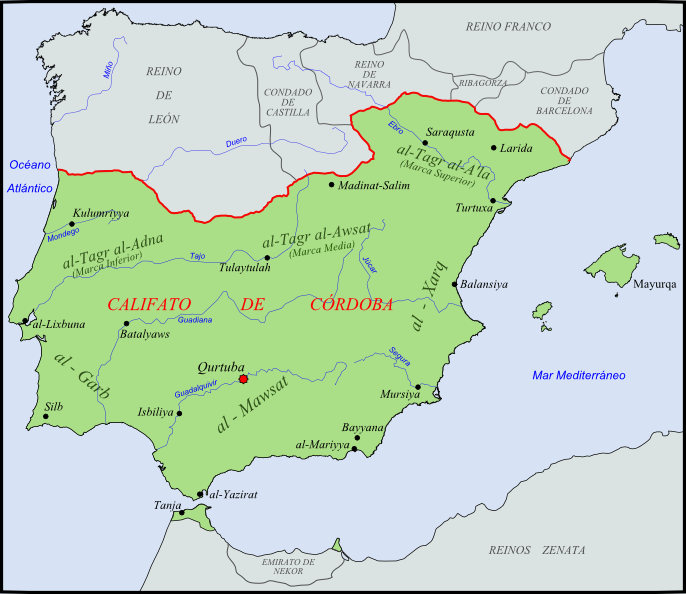 REINO FRANCO
REINO
DE
LEÓN
Miño
CONDADO
DE
CASTILLA
REINO
DE
NAVARRA
RIBAGORZA
CONDADO
DE
BARCELONA
Ebro
Duero
Saraqusta
Larida
al-Tagr al-A'la
(Marca Superior)
Océano
Atlántico
Madinat-Salim
Turtuxa
Kulumriyya
Mondego
al-Tagr al-Adna
(Marca Inferior)
al-Tagr al-Awsat
(Marca Media)
Tajo
Tulaytulah
Júcar
al - Xarq
Balansiya
Mayurqa
CALIFATO DE CÓRDOBA
al-Lixbuna
Guadiana
Batalyaws
al - Garb
Qurtuba
Segura
Mar Mediterráneo
Guadalquivir
al - Mawsat
Mursiya
Silb
Isbiliya
Bayyana
al-Mariyya
al-Yazirat
Tanja
EMIRATO DE
NEKOR
REINOS ZENATA